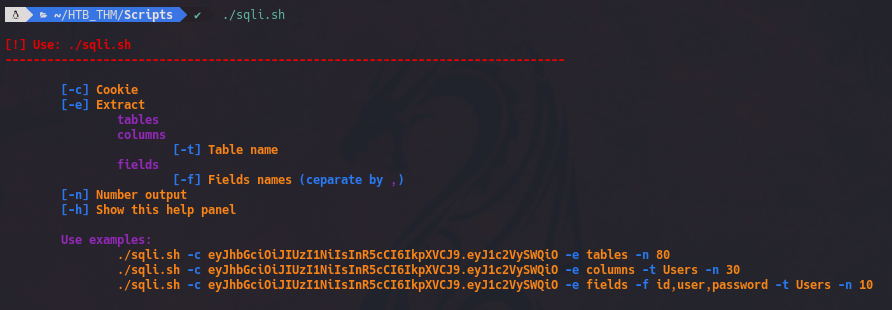 ~/HTB_THM/Scripts ✔ ./sqli.sh
[!] Use: ./sqli.sh
--------------------------------------------------------------------------------
[-c] Cookie
[-e] Extract
tables
columns
[-t] Table name
fields
[-f] Fields names (ceparate by ,)
[-n] Number output
[-h] Show this help panel
Use examples:
./sqli.sh -c eyJhbGciOiJIUzI1NiIsInR5cCI6IkpXVCJ9.eyJ1c2VySWQiO -e tables -n 80
./sqli.sh -c eyJhbGciOiJIUzI1NiIsInR5cCI6IkpXVCJ9.eyJ1c2VySWQiO -e columns -t Users -n 30
./sqli.sh -c eyJhbGciOiJIUzI1NiIsInR5cCI6IkpXVCJ9.eyJ1c2VySWQiO -e fields -f id,user,password -t Users -n 10